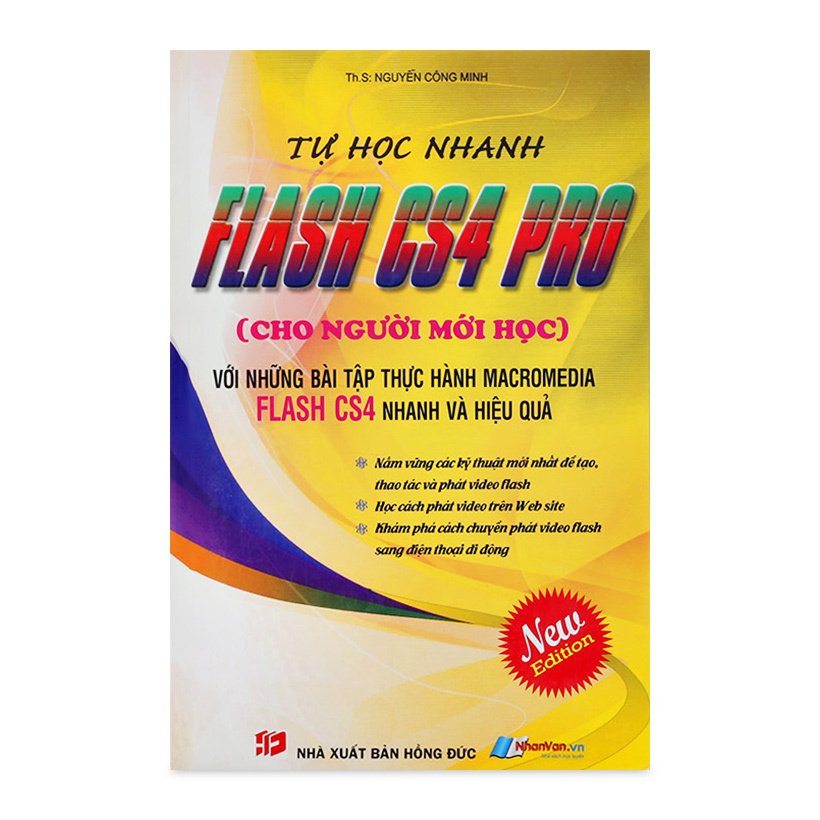 Th.S: NGUYỄN CÔNG MINH
TỰ HỌC NHANH
FLASH CS4 PRO
(CHO NGƯỜI MỚI HỌC)
VỚI NHỮNG BÀI TẬP THỰC HÀNH MACROMEDIA
FLASH CS4 NHANH VÀ HIỆU QUẢ
Nắm vững các kỹ thuật mới nhất để tạo,
thao tác và phát video flash
Học cách phát video trên Web site
Khám phá cách chuyển phát video flash
sang điện thoại di động
New
Edition
NHÀ XUẤT BẢN HỒNG ĐỨC
NhanVan.vn